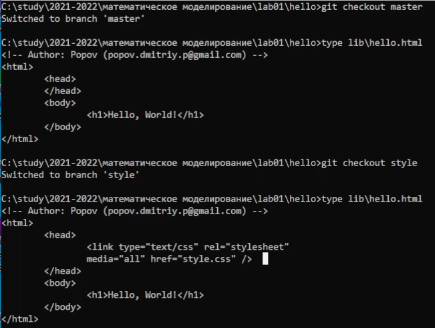 C:\study\2021-2022\математическое моделирование\lab01\hello>git checkout master
Switched to branch 'master'
C:\study\2021-2022\математическое моделирование\lab01\hello>type lib\hello.html
<!-- Author: Popov (popov.dmitriy.p@gmail.com) -->
<html>
<head>
</head>
<body>
<h1>Hello, World!</h1>
</body>
</html>
C:\study\2021-2022\математическое моделирование\lab01\hello>git checkout style
Switched to branch 'style'
C:\study\2021-2022\математическое моделирование\lab01\hello>type lib\hello.html
<!-- Author: Popov (popov.dmitriy.p@gmail.com) -->
<html>
<head>
<link type="text/css" rel="stylesheet"
media="all" href="style.css" />
</head>
<body>
<h1>Hello, World!</h1>
</body>
</html>